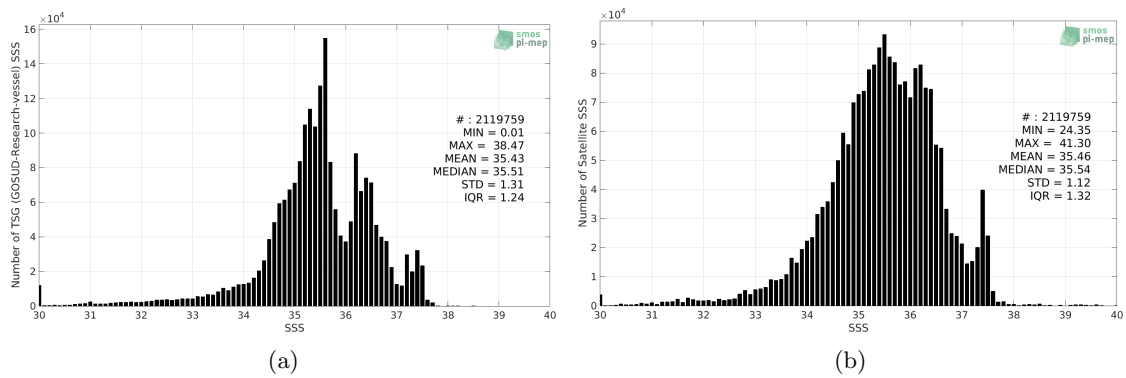 ×10⁴
16
14
12
10
8
6
4
2
0
30
31
32
33
34
35
36
37
38
39
40
Number of TSG (GOSUD-Research-vessel) SSS
SSS
smos
pi-mep
# : 2119759
MIN = 0.01
MAX = 38.47
MEAN = 35.43
MEDIAN = 35.51
STD = 1.31
IQR = 1.24
(a)
×10⁴
9
8
7
6
5
4
3
2
1
0
30
31
32
33
34
35
36
37
38
39
40
Number of Satellite SSS
SSS
smos
pi-mep
# : 2119759
MIN = 24.35
MAX = 41.30
MEAN = 35.46
MEDIAN = 35.54
STD = 1.12
IQR = 1.32
(b)